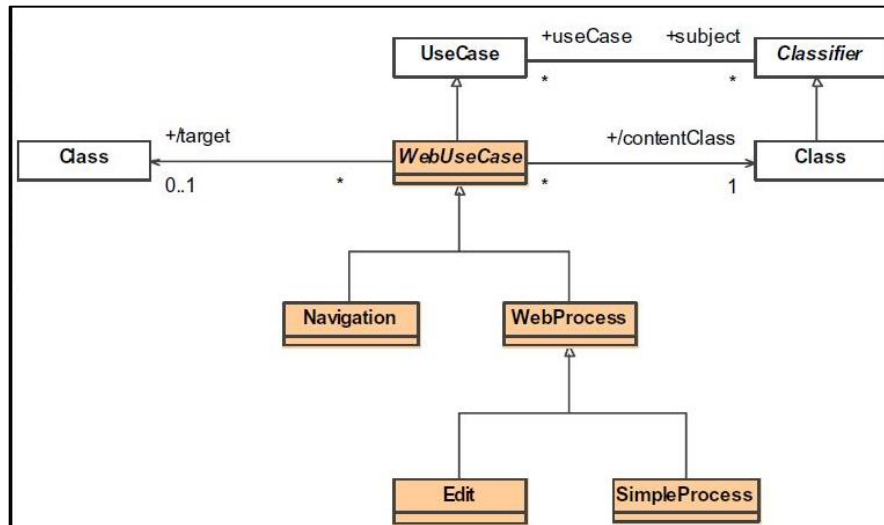 +useCase +subject
UseCase Classifier
* *
+/target +/contentClass
Class WebUseCase Class
0..1 * * 1
Navigation WebProcess
Edit SimpleProcess